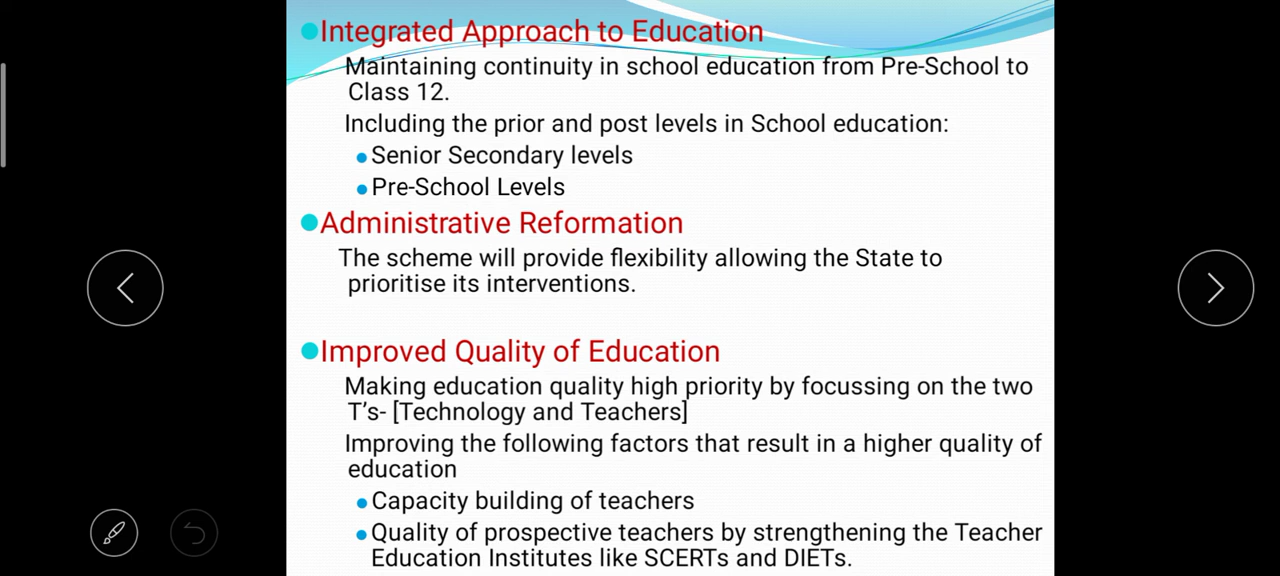 Integrated Approach to Education
Maintaining continuity in school education from Pre-School to
Class 12.
Including the prior and post levels in School education:
Senior Secondary levels
Pre-School Levels
Administrative Reformation
The scheme will provide flexibility allowing the State to
prioritise its interventions.
Improved Quality of Education
Making education quality high priority by focussing on the two
T's- [Technology and Teachers]
Improving the following factors that result in a higher quality of
education
Capacity building of teachers
Quality of prospective teachers by strengthening the Teacher
Education Institutes like SCERTs and DIETs.